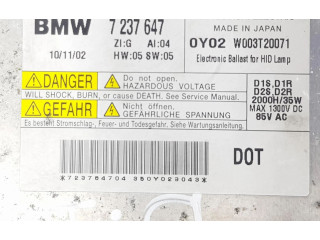 BMW 7 237 647
MADE IN JAPAN
10/11/02 ZI:G AI:04
HW:05 SW:05
0Y02 W003T20071
Electronic Ballast for HID Lamp
DANGER Do not open.
HAZARDOUS VOLTAGE
WILL SHOCK, BURN, or cause DEATH. See Service Manual.
GEFAHR Nicht öffnen.
GEFÄHRLICHE SPANNUNG
Es besteht Stromschlag-, Feuer- und Todesgefahr. Siehe Wartungsanleitung.
D1S,D1R
D2S,D2R
2000H/35W
MAX 1300V DC
85V AC
DOT
*723764704 350Y029043*